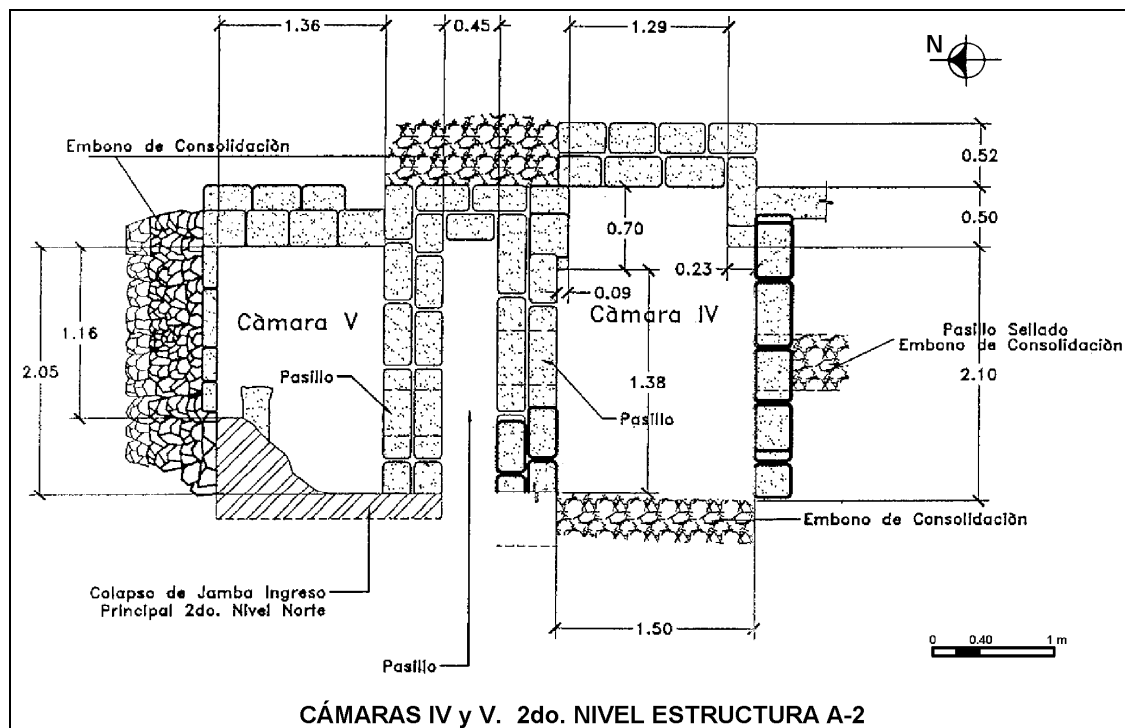 1.36
0.45
1.29
N
Embono de Consolidaciòn
0.52
0.50
0.70
0.23
0.09
Càmara V
Càmara IV
1.16
2.05
Pasillo Sellado
Embono de Consolidaciòn
2.10
1.38
Pasillo
Pasillo
Embono de Consolidaciòn
Colapso de Jamba Ingreso
Principal 2do. Nivel Norte
1.50
0 0.40 1 m
Pasillo
CÁMARAS IV y V. 2do. NIVEL ESTRUCTURA A-2